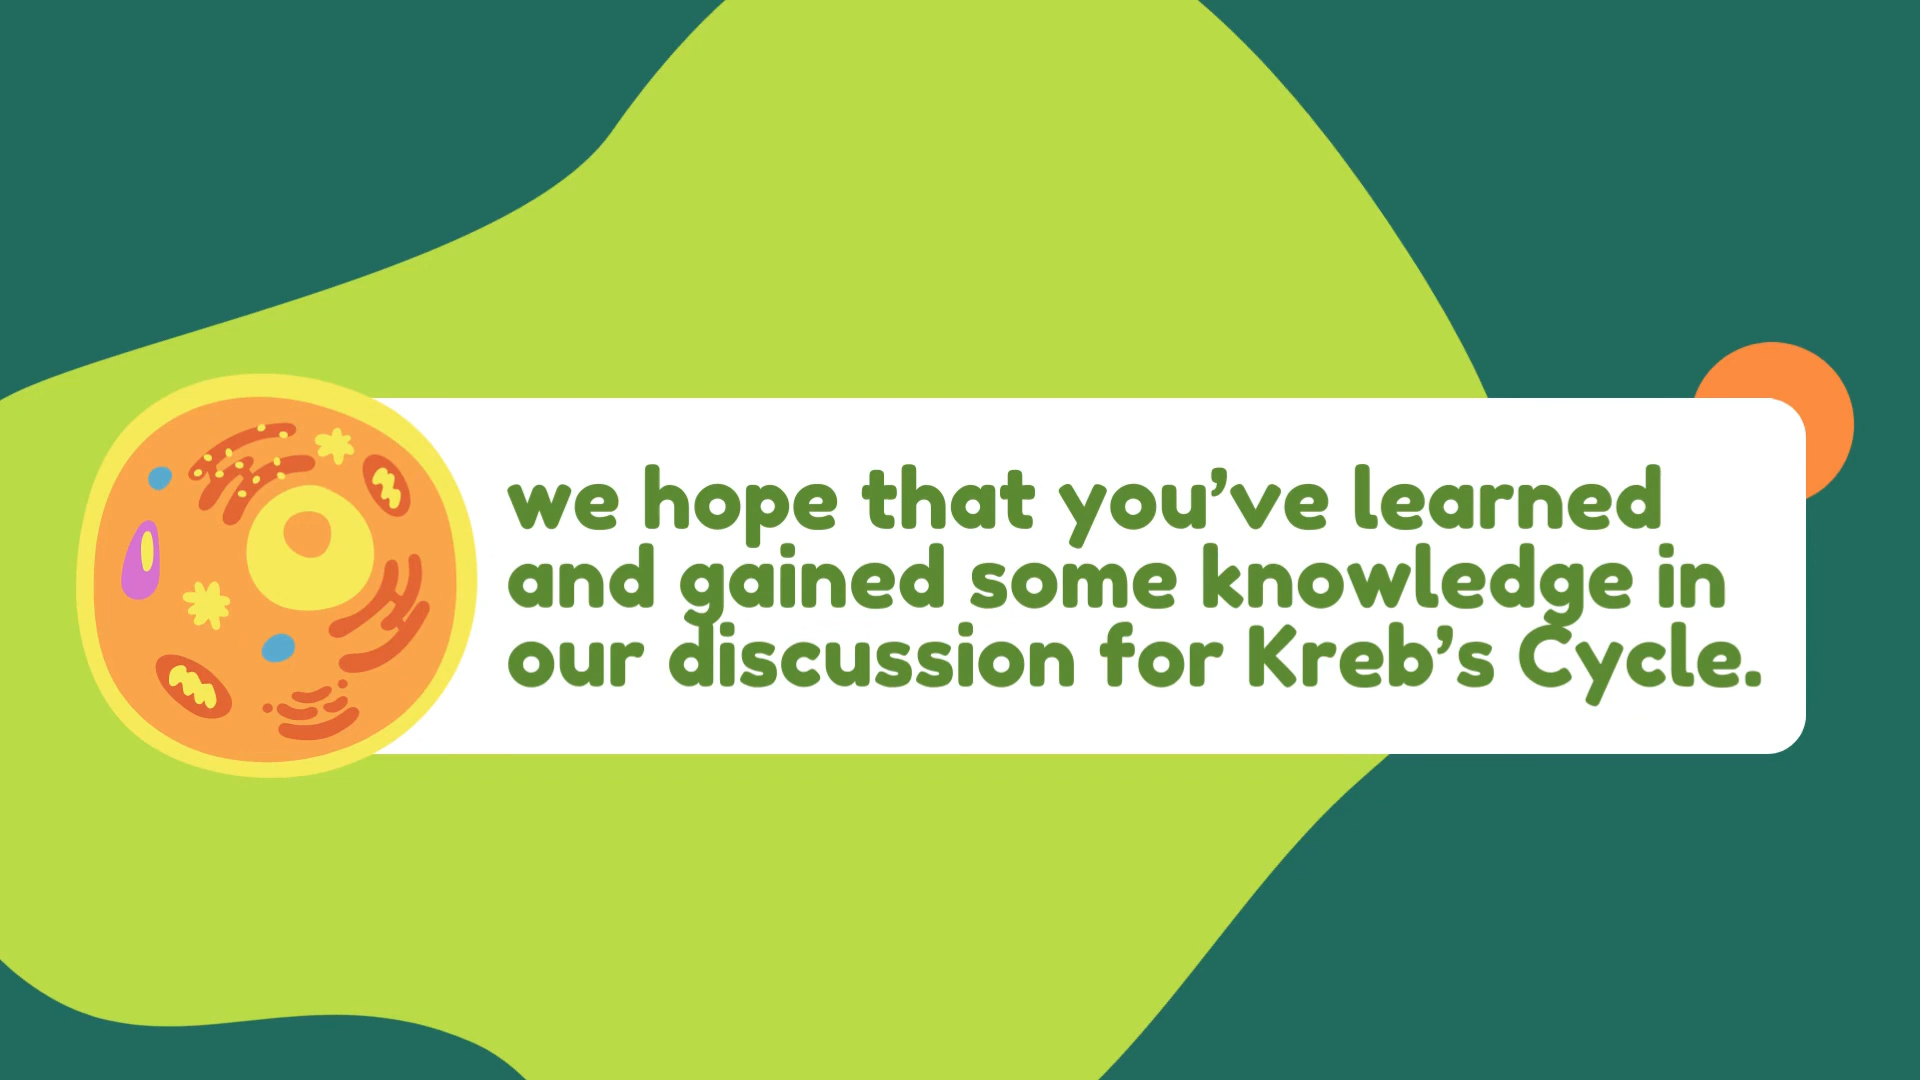 we hope that you’ve learned
and gained some knowledge in
our discussion for Kreb’s Cycle.